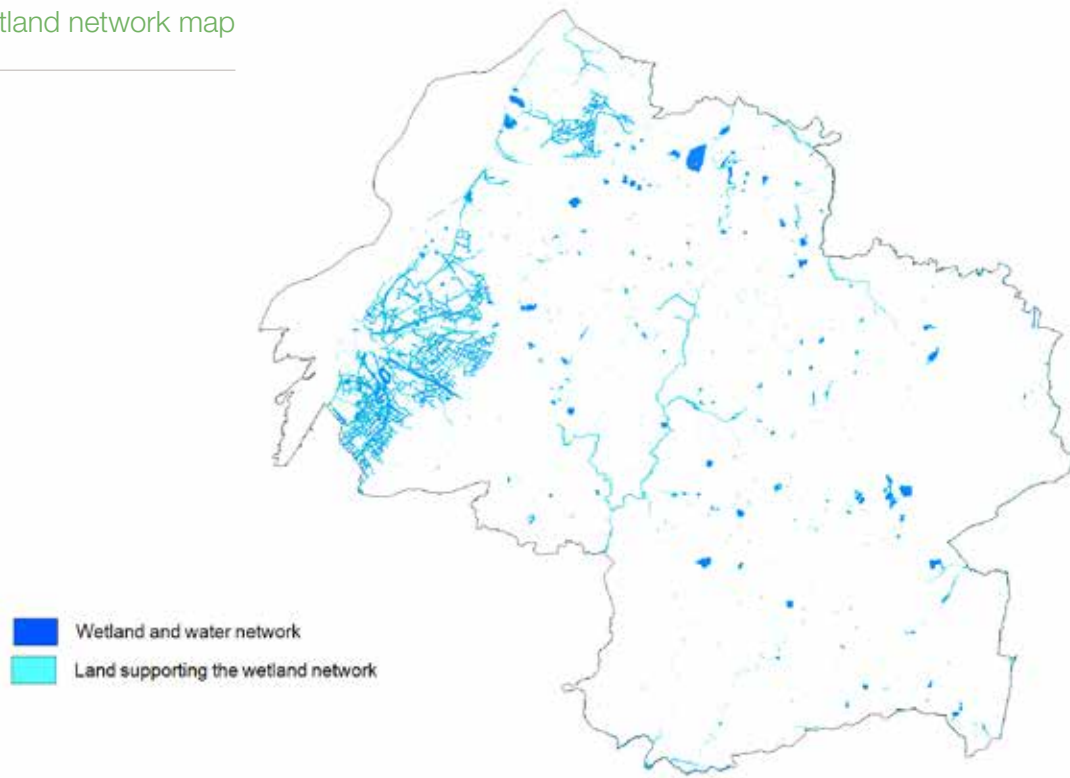 tland network map
Wetland and water network
Land supporting the wetland network